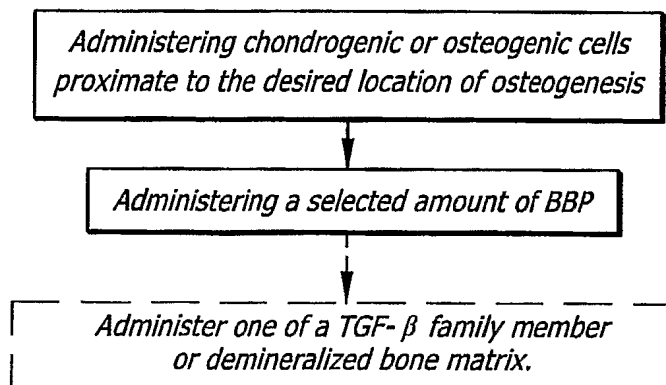 Administering chondrogenic or osteogenic cells
proximate to the desired location of osteogenesis
Administering a selected amount of BBP
Administer one of a TGF- β family member
or demineralized bone matrix.